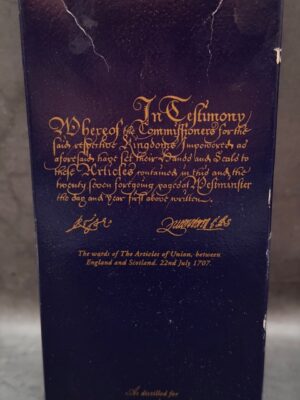 In Testimony
Whereof the Commissioners for the
said respective Kingdoms Impowered as
aforesaid have set their Hands and Seals to
these Articles contained in this and the
twenty seven fortgoing pages at Westminster
the day and Year first above written.
The wards of The Articles of Union, between
England and Scotland. 22nd July 1707.
As distilled for